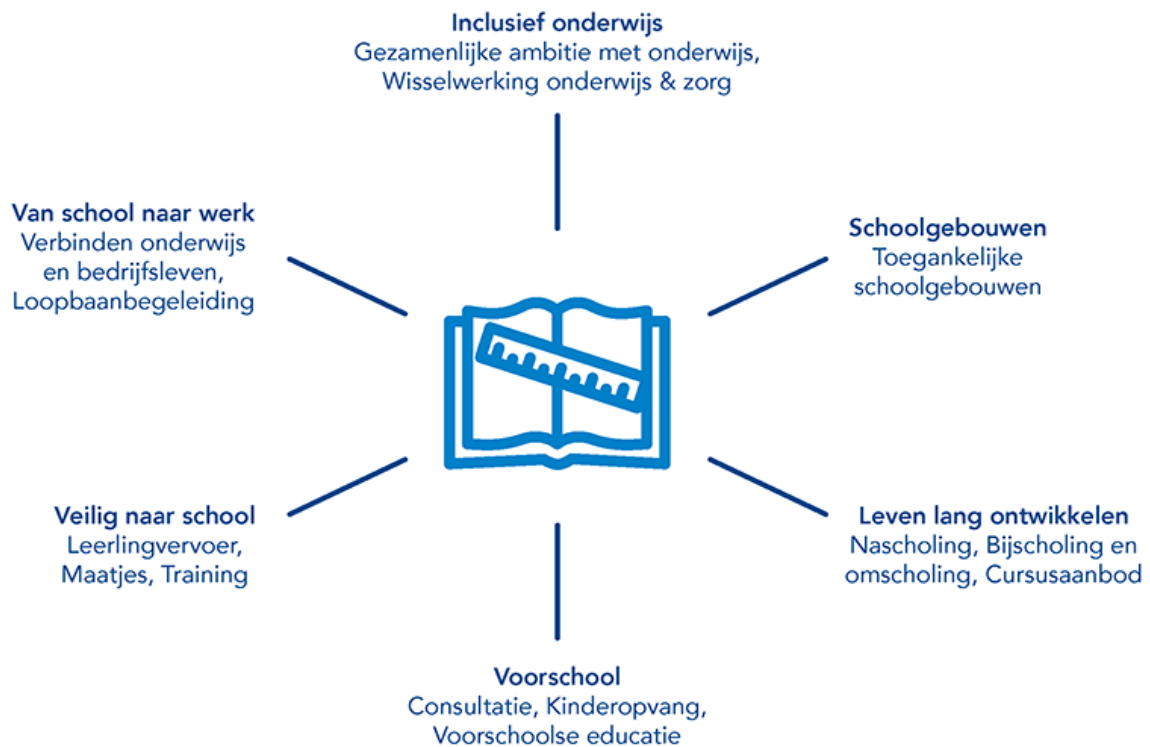 Inclusief onderwijs
Gezamenlijke ambitie met onderwijs,
Wisselwerking onderwijs & zorg
Van school naar werk
Verbinden onderwijs
en bedrijfsleven,
Loopbaanbegeleiding
Schoolgebouwen
Toegankelijke
schoolgebouwen
Veilig naar school
Leerlingvervoer,
Maatjes, Training
Leven lang ontwikkelen
Nascholing, Bijscholing en
omscholing, Cursusaanbod
Voorschool
Consultatie, Kinderopvang,
Voorschoolse educatie